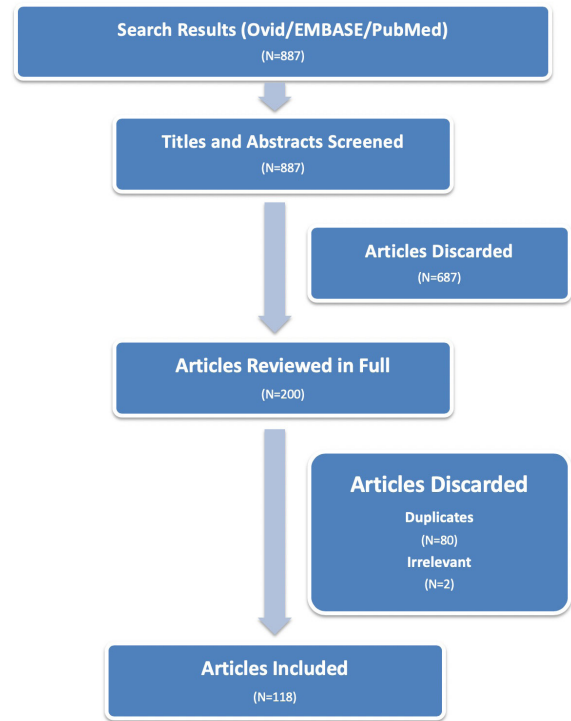 Search Results (Ovid/EMBASE/PubMed)
(N=887)
Titles and Abstracts Screened
(N=887)
Articles Discarded
(N=687)
Articles Reviewed in Full
(N=200)
Articles Discarded
Duplicates
(N=80)
Irrelevant
(N=2)
Articles Included
(N=118)